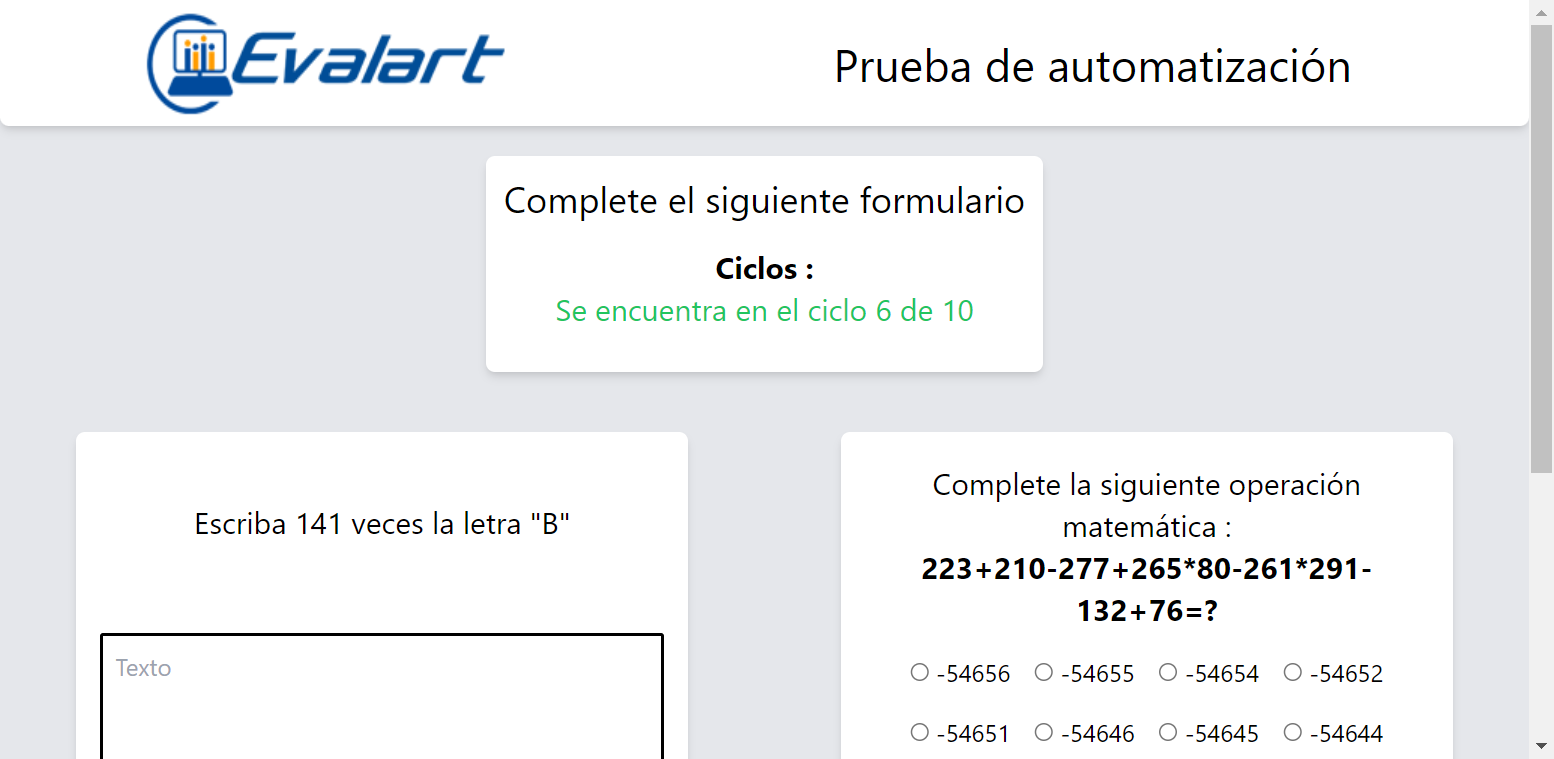 Evalart
Prueba de automatización
Complete el siguiente formulario
Ciclos :
Se encuentra en el ciclo 6 de 10
Escriba 141 veces la letra "B"
Texto
Complete la siguiente operación
matemática :
223+210-277+265*80-261*291-
132+76=?
-54656 -54655 -54654 -54652
-54651 -54646 -54645 -54644